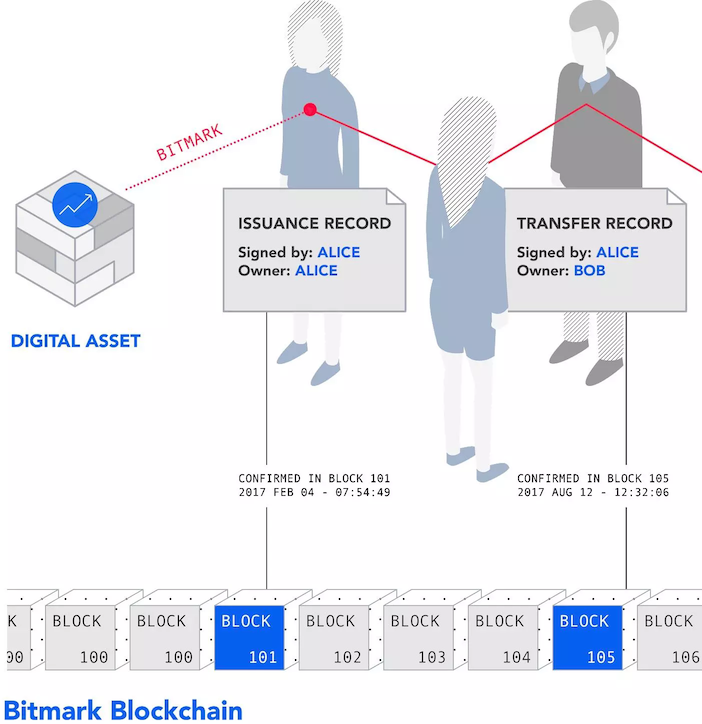 BITMARK
ISSUANCE RECORD
Signed by: ALICE
Owner: ALICE
TRANSFER RECORD
Signed by: ALICE
Owner: BOB
DIGITAL ASSET
CONFIRMED IN BLOCK 101
2017 FEB 04 - 07:54:49
CONFIRMED IN BLOCK 105
2017 AUG 12 - 12:32:06
K
00
BLOCK
100
BLOCK
100
BLOCK
101
BLOCK
102
BLOCK
103
BLOCK
104
BLOCK
105
BLOCK
106
Bitmark Blockchain